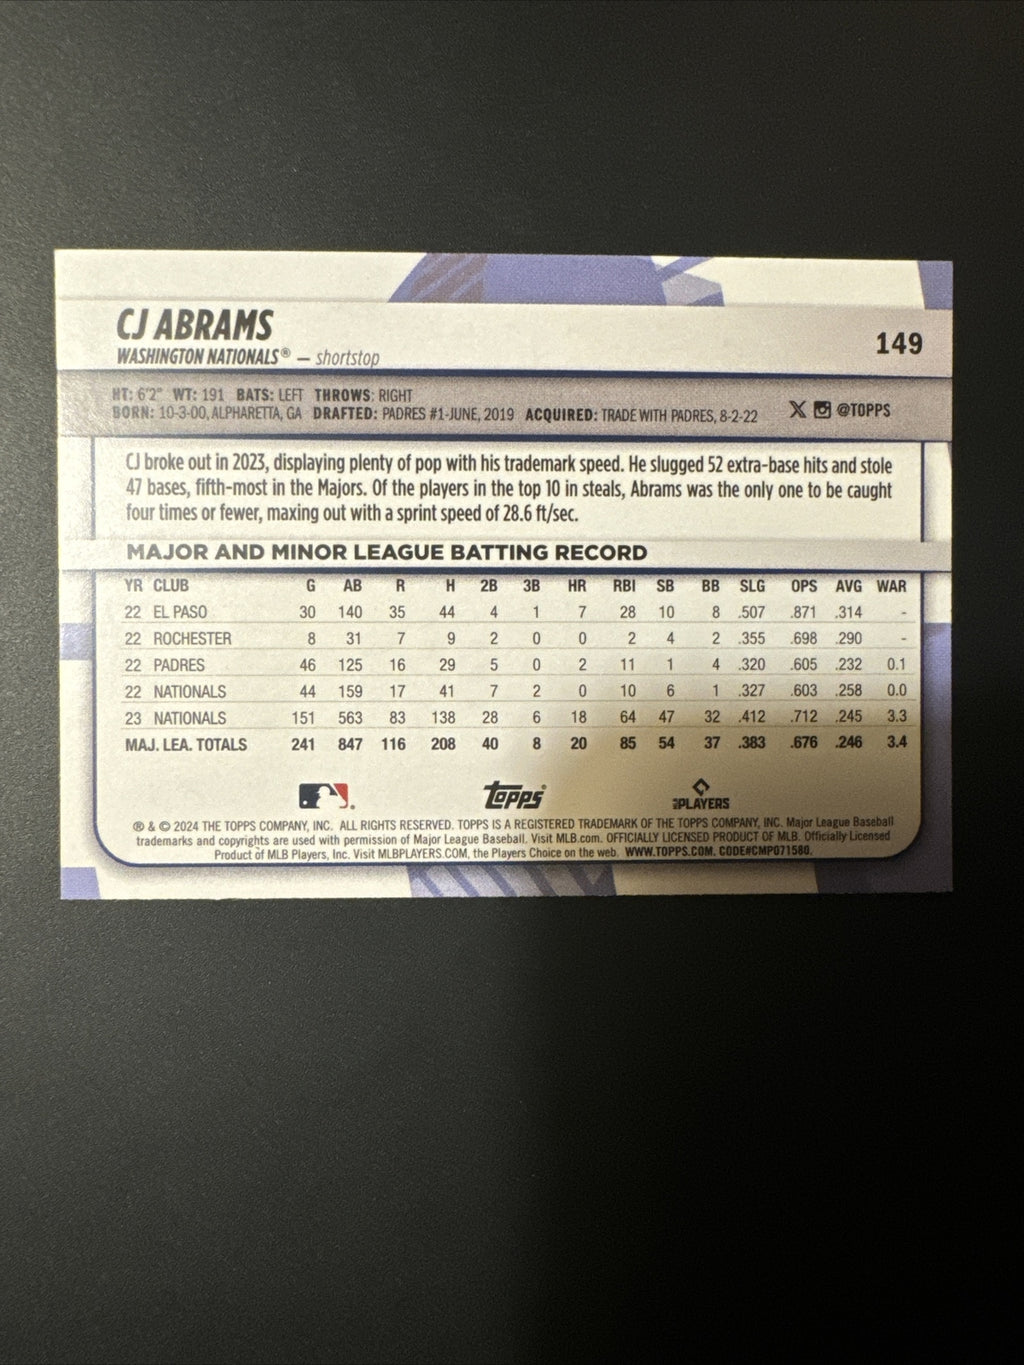 CJ ABRAMS
149
WASHINGTON NATIONALS® — shortstop
HT: 6'2" WT: 191 BATS: LEFT THROWS: RIGHT
BORN: 10-3-00, ALPHARETTA, GA DRAFTED: PADRES #1-JUNE, 2019 ACQUIRED: TRADE WITH PADRES, 8-2-22
@TOPPS
CJ broke out in 2023, displaying plenty of pop with his trademark speed. He slugged 52 extra-base hits and stole
47 bases, fifth-most in the Majors. Of the players in the top 10 in steals, Abrams was the only one to be caught
four times or fewer, maxing out with a sprint speed of 28.6 ft/sec.
MAJOR AND MINOR LEAGUE BATTING RECORD
YR CLUB G AB R H 2B 3B HR RBI SB BB SLG OPS AVG WAR
22 EL PASO 30 140 35 44 4 1 7 28 10 8 .507 .871 .314 -
22 ROCHESTER 8 31 7 9 2 0 0 2 4 2 .355 .698 .290 -
22 PADRES 46 125 16 29 5 0 2 11 1 4 .320 .605 .232 0.1
22 NATIONALS 44 159 17 41 7 2 0 10 6 1 .327 .603 .258 0.0
23 NATIONALS 151 563 83 138 28 6 18 64 47 32 .412 .712 .245 3.3
MAJ. LEA. TOTALS 241 847 116 208 40 8 20 85 54 37 .383 .676 .246 3.4
Topps
MLB PLAYERS
® & © 2024 THE TOPPS COMPANY, INC. ALL RIGHTS RESERVED. TOPPS IS A REGISTERED TRADEMARK OF THE TOPPS COMPANY, INC. Major League Baseball
trademarks and copyrights are used with permission of Major League Baseball. Visit MLB.com. OFFICIALLY LICENSED PRODUCT OF MLB. Officially Licensed
Product of MLB Players, Inc. Visit MLBPLAYERS.COM, the Players Choice on the web. WWW.TOPPS.COM. CODE#CMP071580.